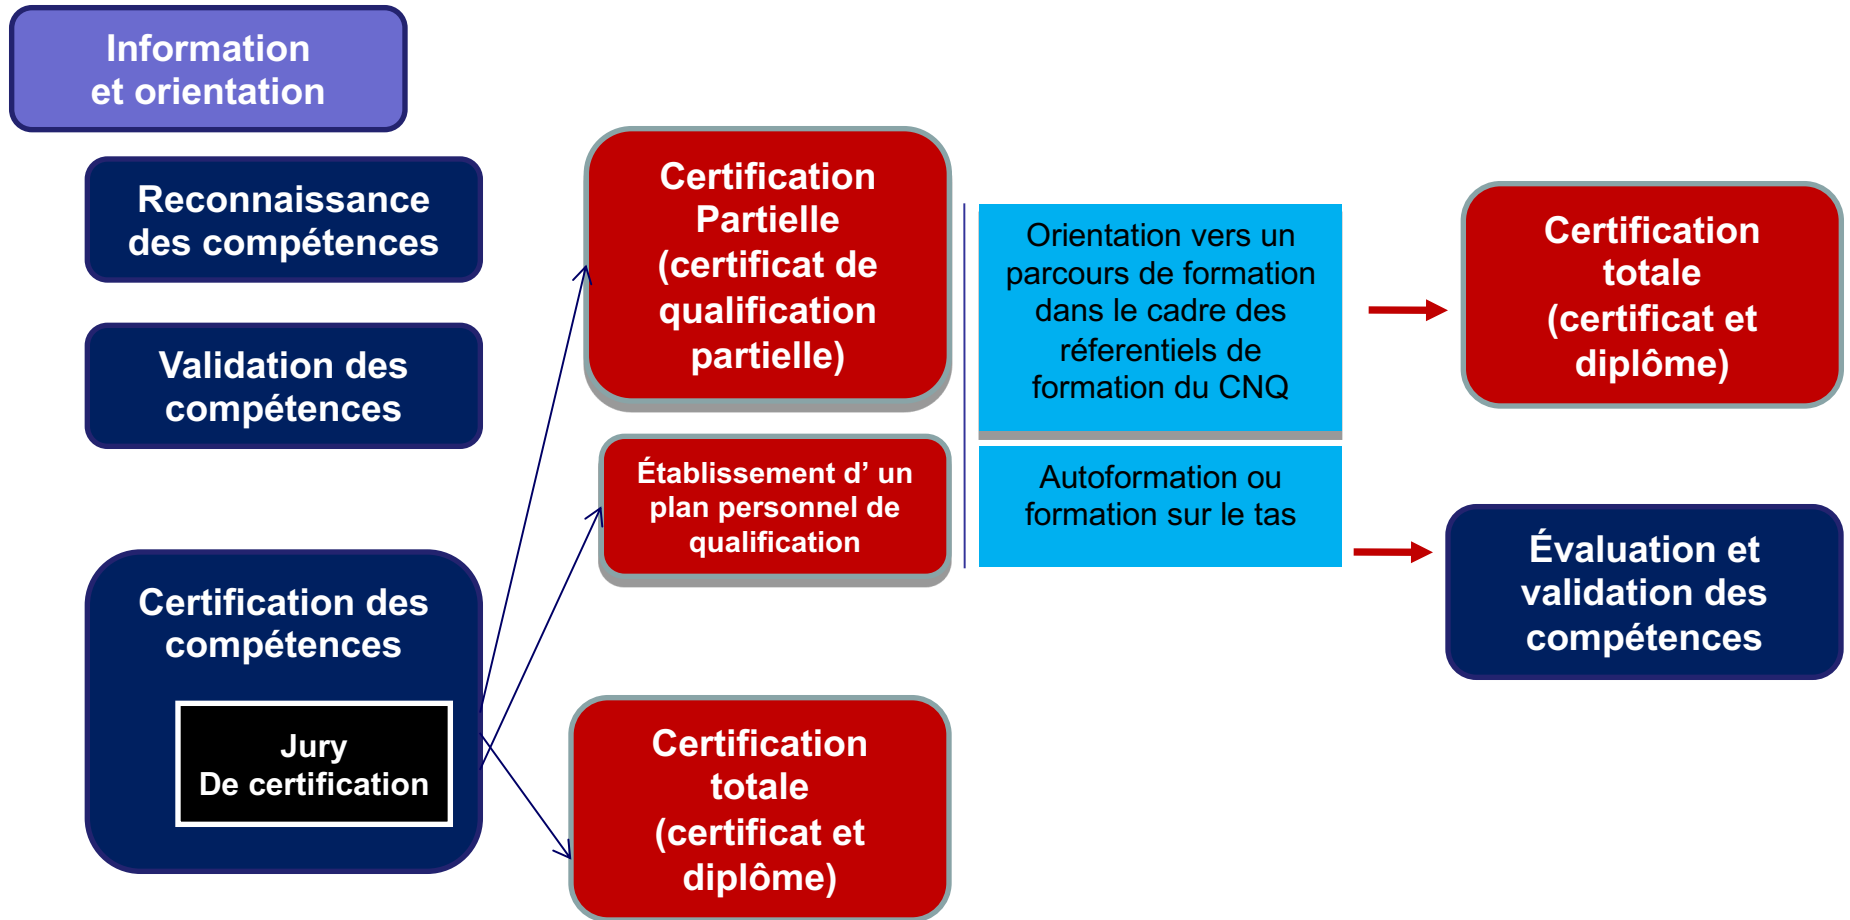 Information
et orientation
Reconnaissance
des compétences
Validation des
compétences
Certification des
compétences
Jury
De certification
Certification
Partielle
(certificat de
qualification
partielle)
Établissement d’ un
plan personnel de
qualification
Certification
totale
(certificat et
diplôme)
Orientation vers un
parcours de formation
dans le cadre des
réferentiels de
formation du CNQ
Autoformation ou
formation sur le tas
Certification
totale
(certificat et
diplôme)
Évaluation et
validation des
compétences